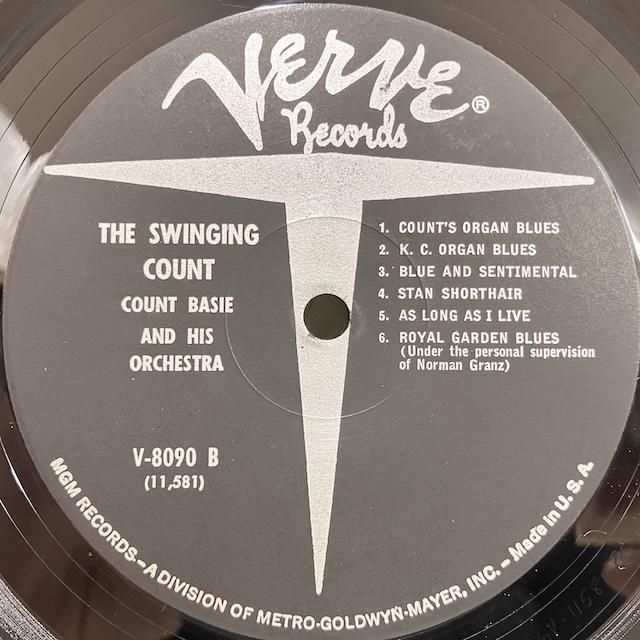 VERVE ®
Records
THE SWINGING
COUNT
COUNT BASIE
AND HIS
ORCHESTRA
V-8090 B
(11,581)
1. COUNT'S ORGAN BLUES
2. K. C. ORGAN BLUES
3. BLUE AND SENTIMENTAL
4. STAN SHORTHAIR
5. AS LONG AS I LIVE
6. ROYAL GARDEN BLUES
(Under the personal supervision
of Norman Granz)
MGM RECORDS—A DIVISION OF METRO-GOLDWYN-MAYER, INC. – Made in U. S. A.